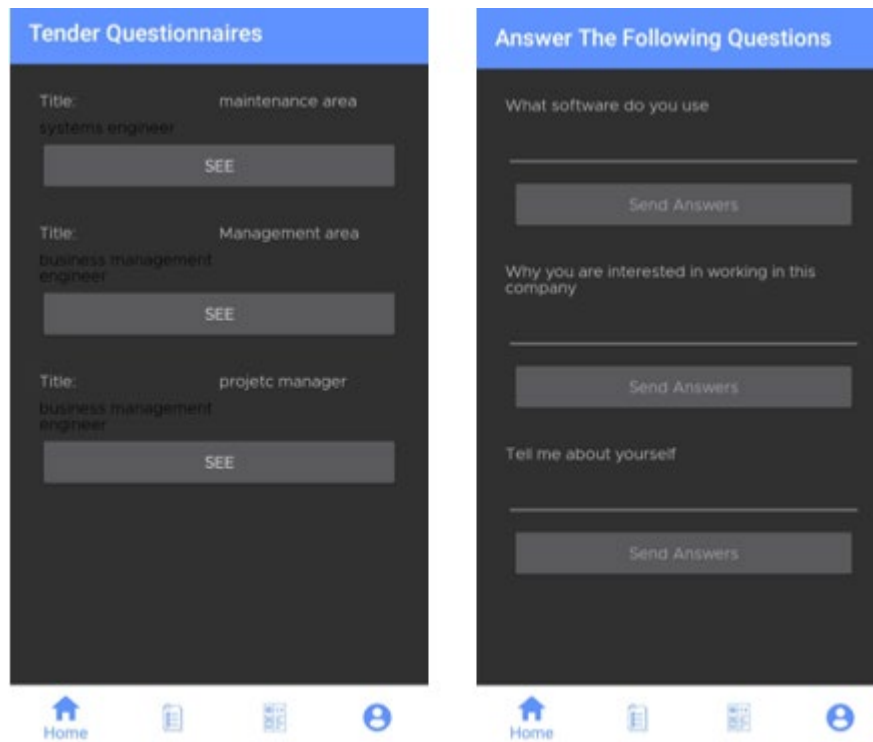 Tender Questionnaires
Title: maintenance area
systems engineer
SEE
Title: Management area
business management
engineer
SEE
Title: projetc manager
business management
engineer
SEE
Home
Answer The Following Questions
What software do you use
Send Answers
Why you are interested in working in this
company
Send Answers
Tell me about yourself
Send Answers
Home